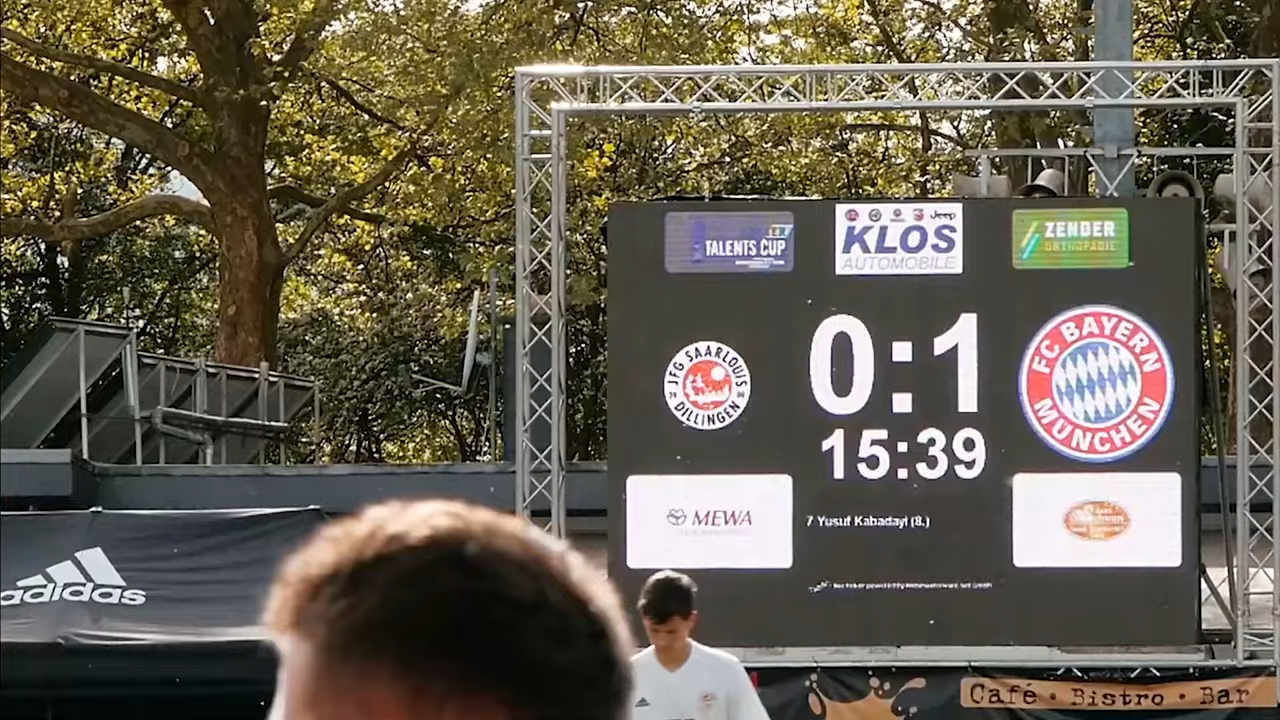 TALENTS CUP
Jeep
KLOS
AUTOMOBILE
ZENDER
ORTHOPÄDIE
0:1
15:39
JFG SAARLOUIS
DILLINGEN
FC BAYERN
MÜNCHEN
MEWA
7 Yusuf Kabadayi (8.)
adidas
Café · Bistro · Bar